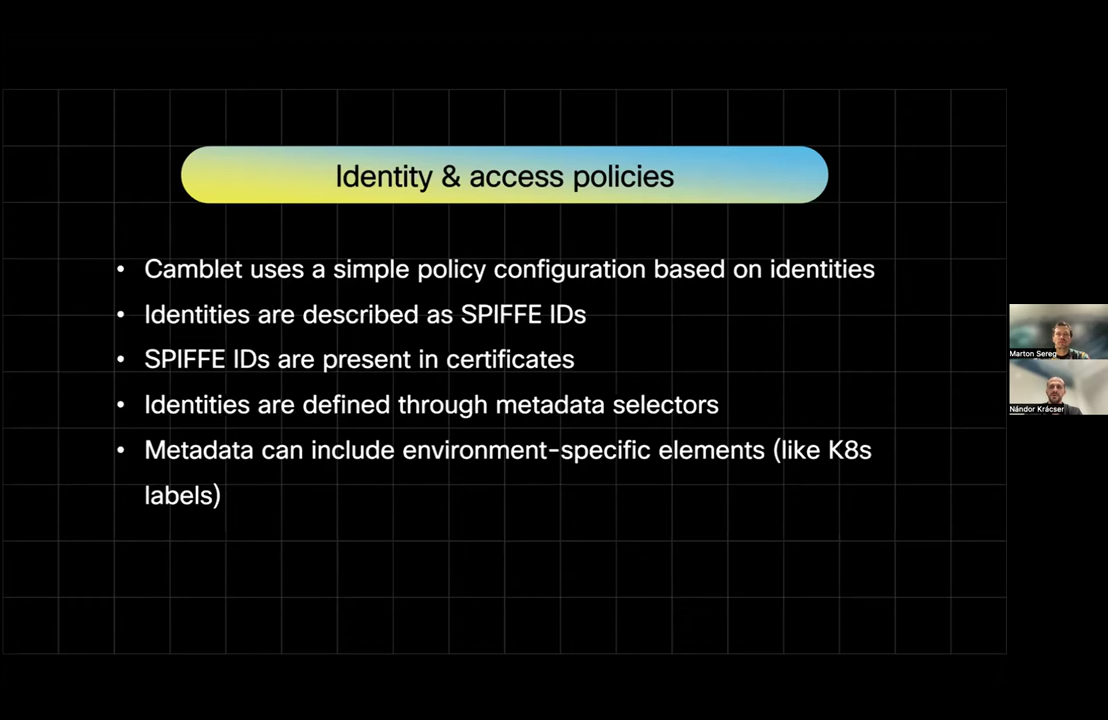 Identity & access policies
• Camblet uses a simple policy configuration based on identities
• Identities are described as SPIFFE IDs
• SPIFFE IDs are present in certificates
• Identities are defined through metadata selectors
• Metadata can include environment-specific elements (like K8s
labels)
Marton Sereg
Nándor Krácser